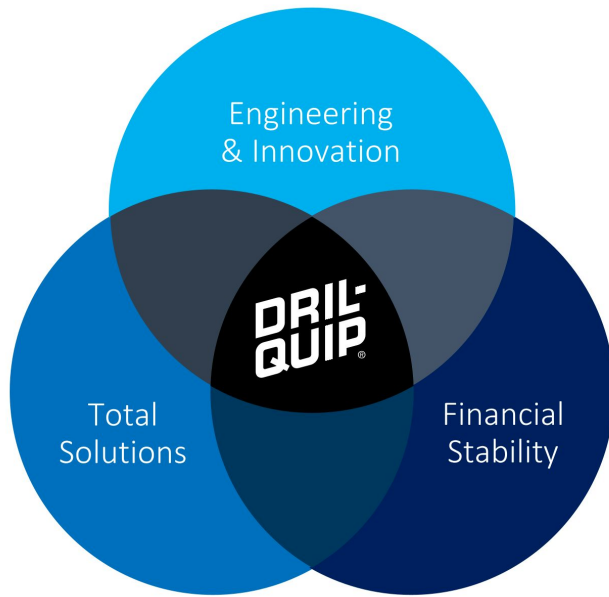 Engineering
& Innovation
DRIL-
QUIP®
Total
Solutions
Financial
Stability